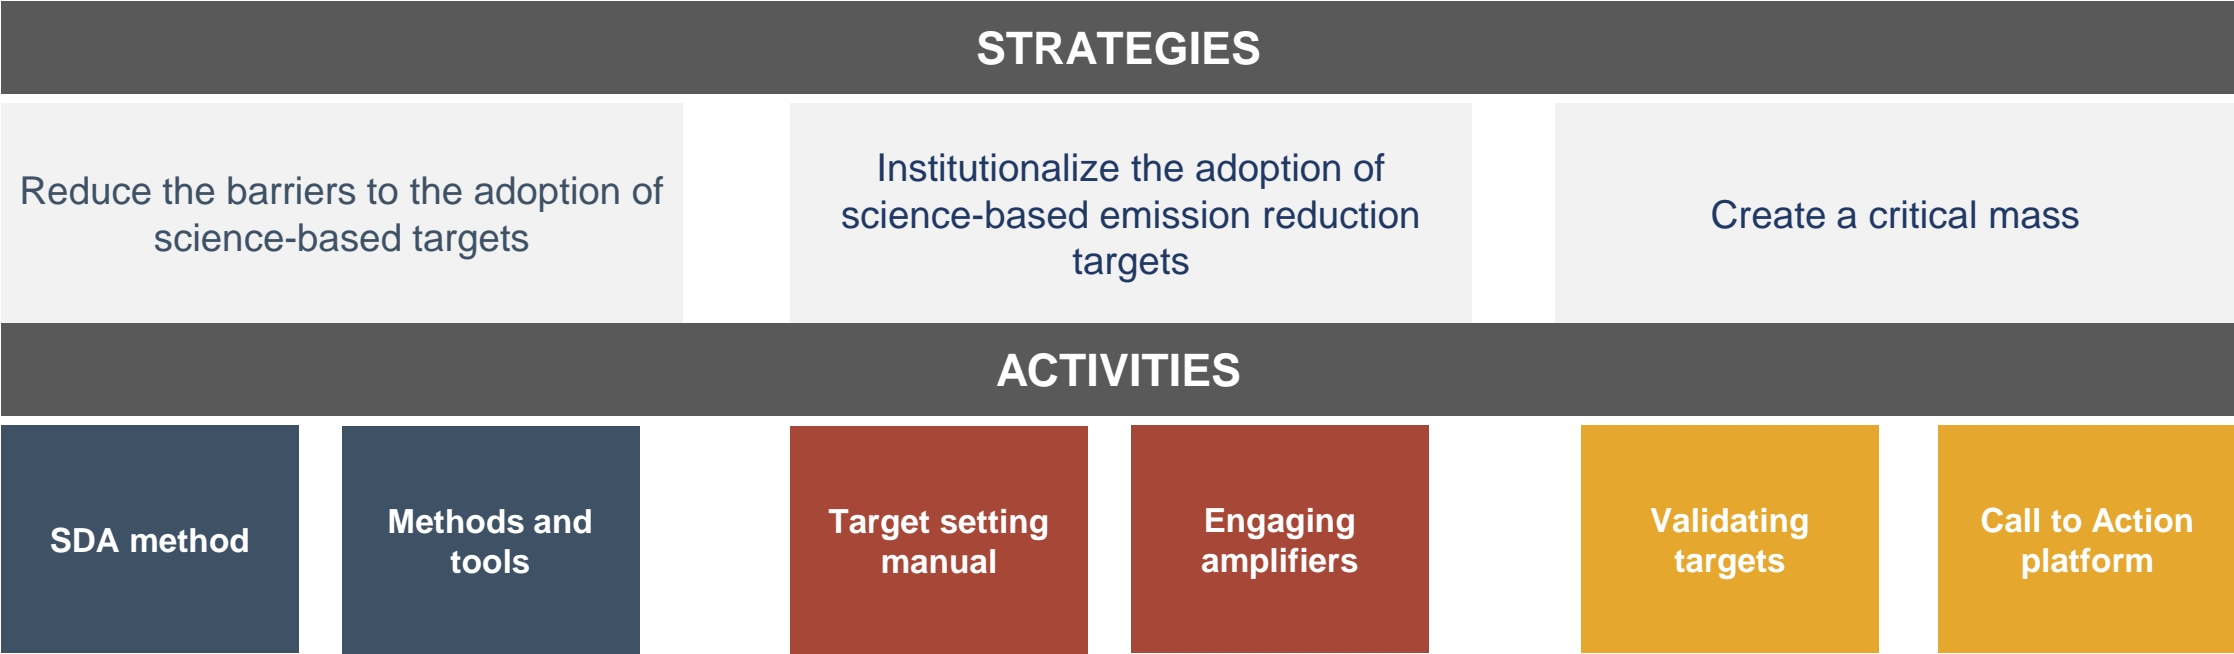 STRATEGIES
Reduce the barriers to the adoption of
science-based targets
Institutionalize the adoption of
science-based emission reduction
targets
Create a critical mass
ACTIVITIES
SDA method
Methods and
tools
Target setting
manual
Engaging
amplifiers
Validating
targets
Call to Action
platform